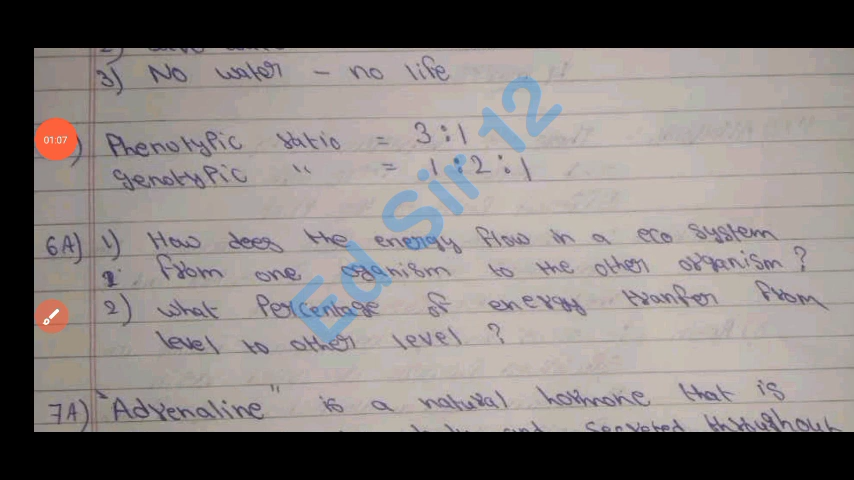 3) No water - no life
01:07
) Phenotypic ratio = 3:1
genotypic " = 1:2:1
6A) 1) How does the energy flow in a eco system
from one organism to the other organism?
2) what Percentage of energy tranfer from
level to other level ?
7A) "Adrenaline" is a natural hormone that is
and secreted throughout
Ed Sir 12